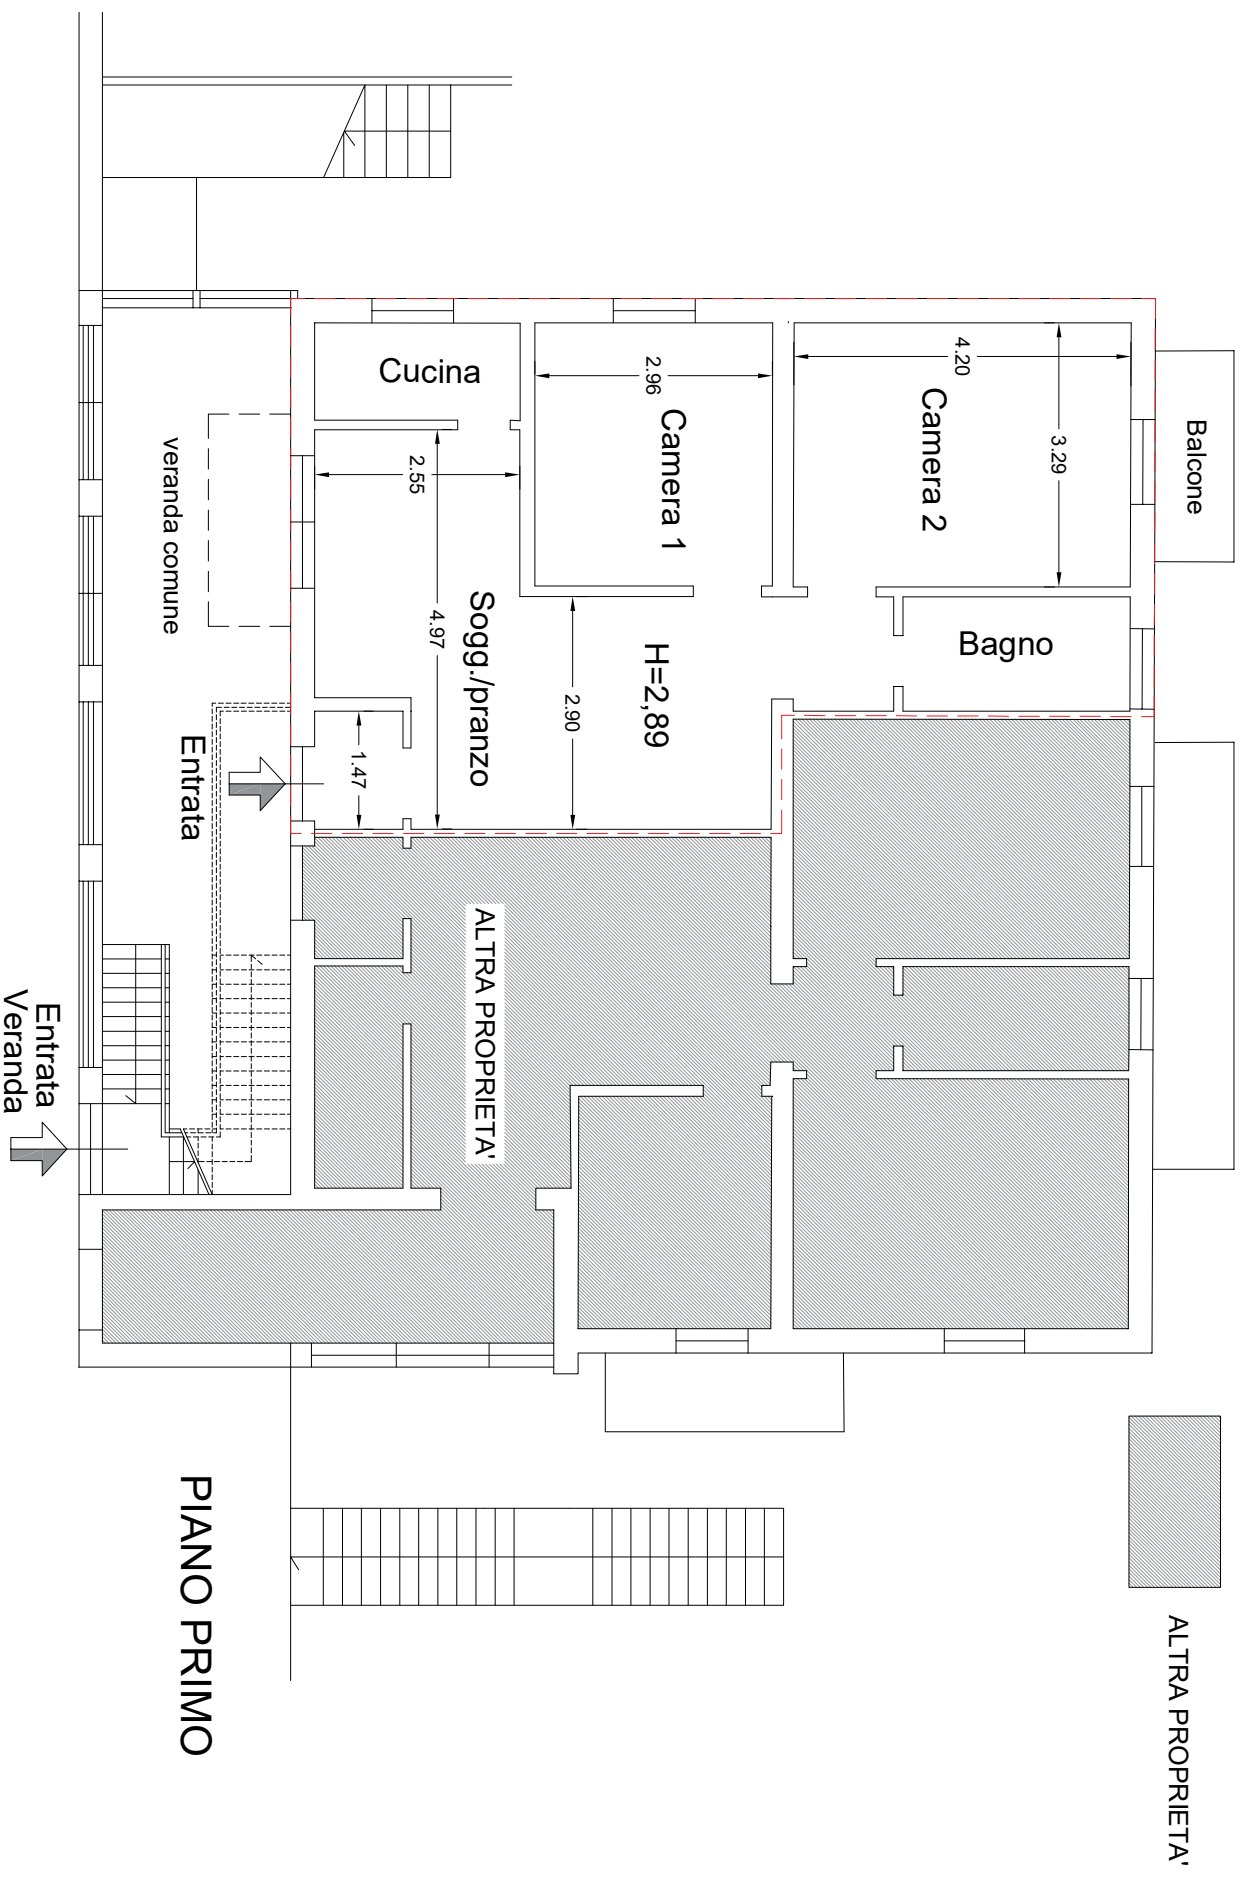 Balcone
4.20
3.29
Camera 2
Bagno
2.96
Camera 1
H=2,89
2.90
Cucina
2.55
4.97
Sogg./pranzo
1.47
veranda comune
Entrata
Entrata
Veranda
ALTRA PROPRIETA'
ALTRA PROPRIETA'
PIANO PRIMO